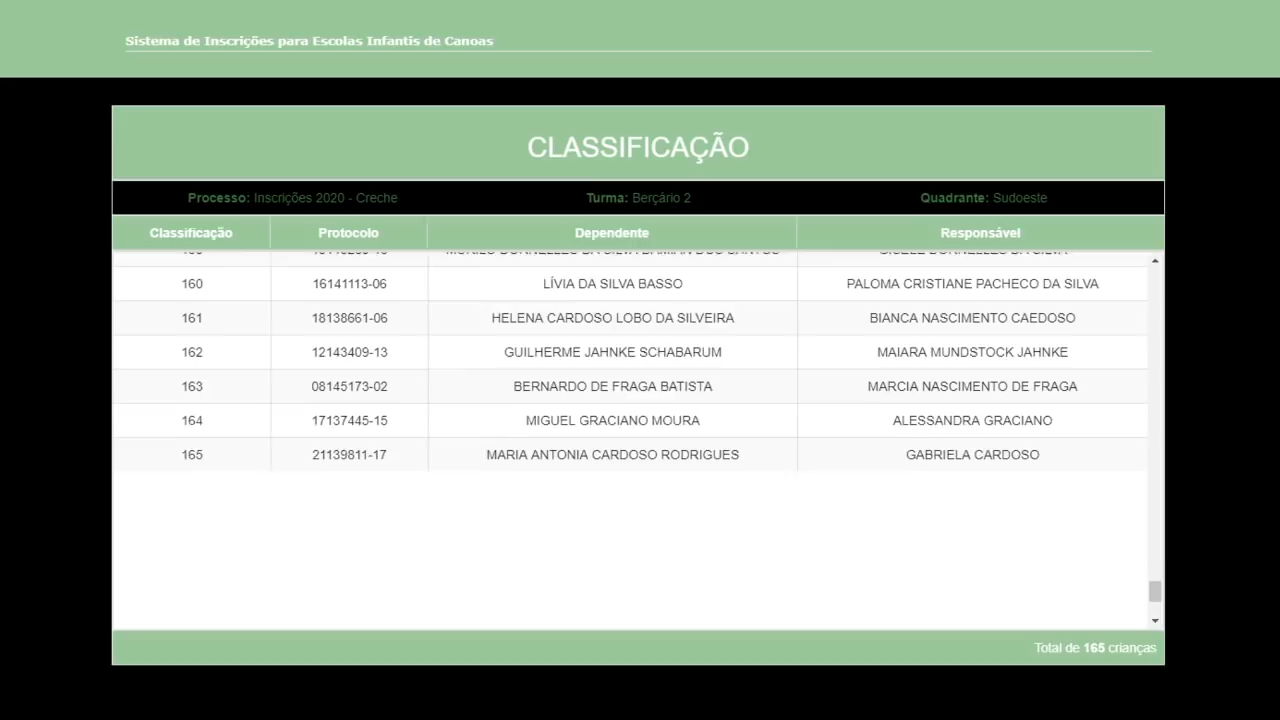 Sistema de Inscrições para Escolas Infantis de Canoas
CLASSIFICAÇÃO
Processo: Inscrições 2020 - Creche Turma: Berçário 2 Quadrante: Sudoeste
Classificação Protocolo Dependente Responsável
160 16141113-06 LÍVIA DA SILVA BASSO PALOMA CRISTIANE PACHECO DA SILVA
161 18138661-06 HELENA CARDOSO LOBO DA SILVEIRA BIANCA NASCIMENTO CAEDOSO
162 12143409-13 GUILHERME JAHNKE SCHABARUM MAIARA MUNDSTOCK JAHNKE
163 08145173-02 BERNARDO DE FRAGA BATISTA MARCIA NASCIMENTO DE FRAGA
164 17137445-15 MIGUEL GRACIANO MOURA ALESSANDRA GRACIANO
165 21139811-17 MARIA ANTONIA CARDOSO RODRIGUES GABRIELA CARDOSO
Total de 165 crianças